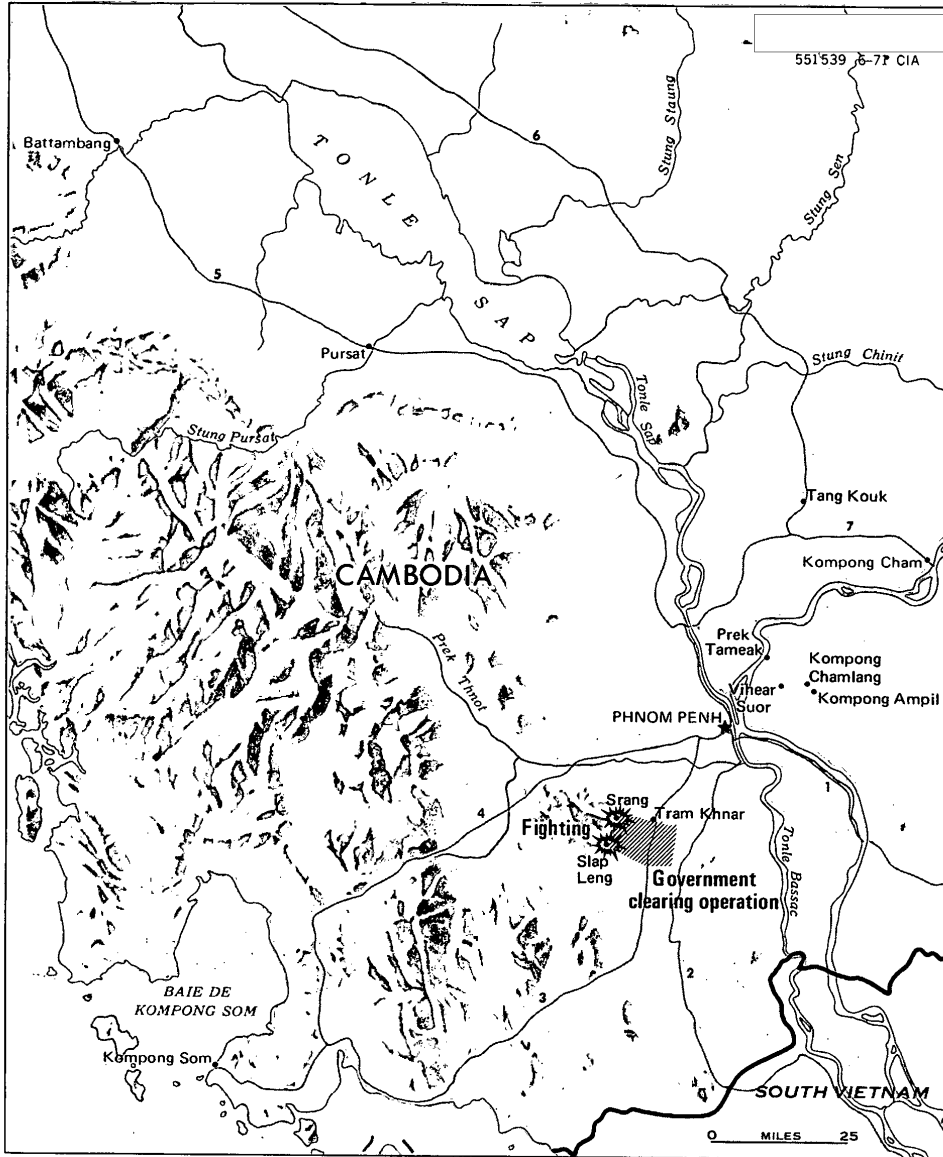 551539 6-71 CIA
Battambang
TONLE SAP
6
Stung Staung
Stung Sen
5
Pursat
Stung Chinit
Tonle Sap
Stung Pursat
Tang Kouk
7
Kompong Cham
CAMBODIA
Prek Thnot
Prek
Tameak
Kompong
Chamlang
Vihear
Suor
Kompong Ampil
PHNOM PENH
1
4
Srang
Tram Khnar
Fighting
Slap
Leng
Government
clearing operation
Tonle Basac
2
3
BAIE DE
KOMPONG SOM
Kompong Som
SOUTH VIETNAM
0 MILES 25